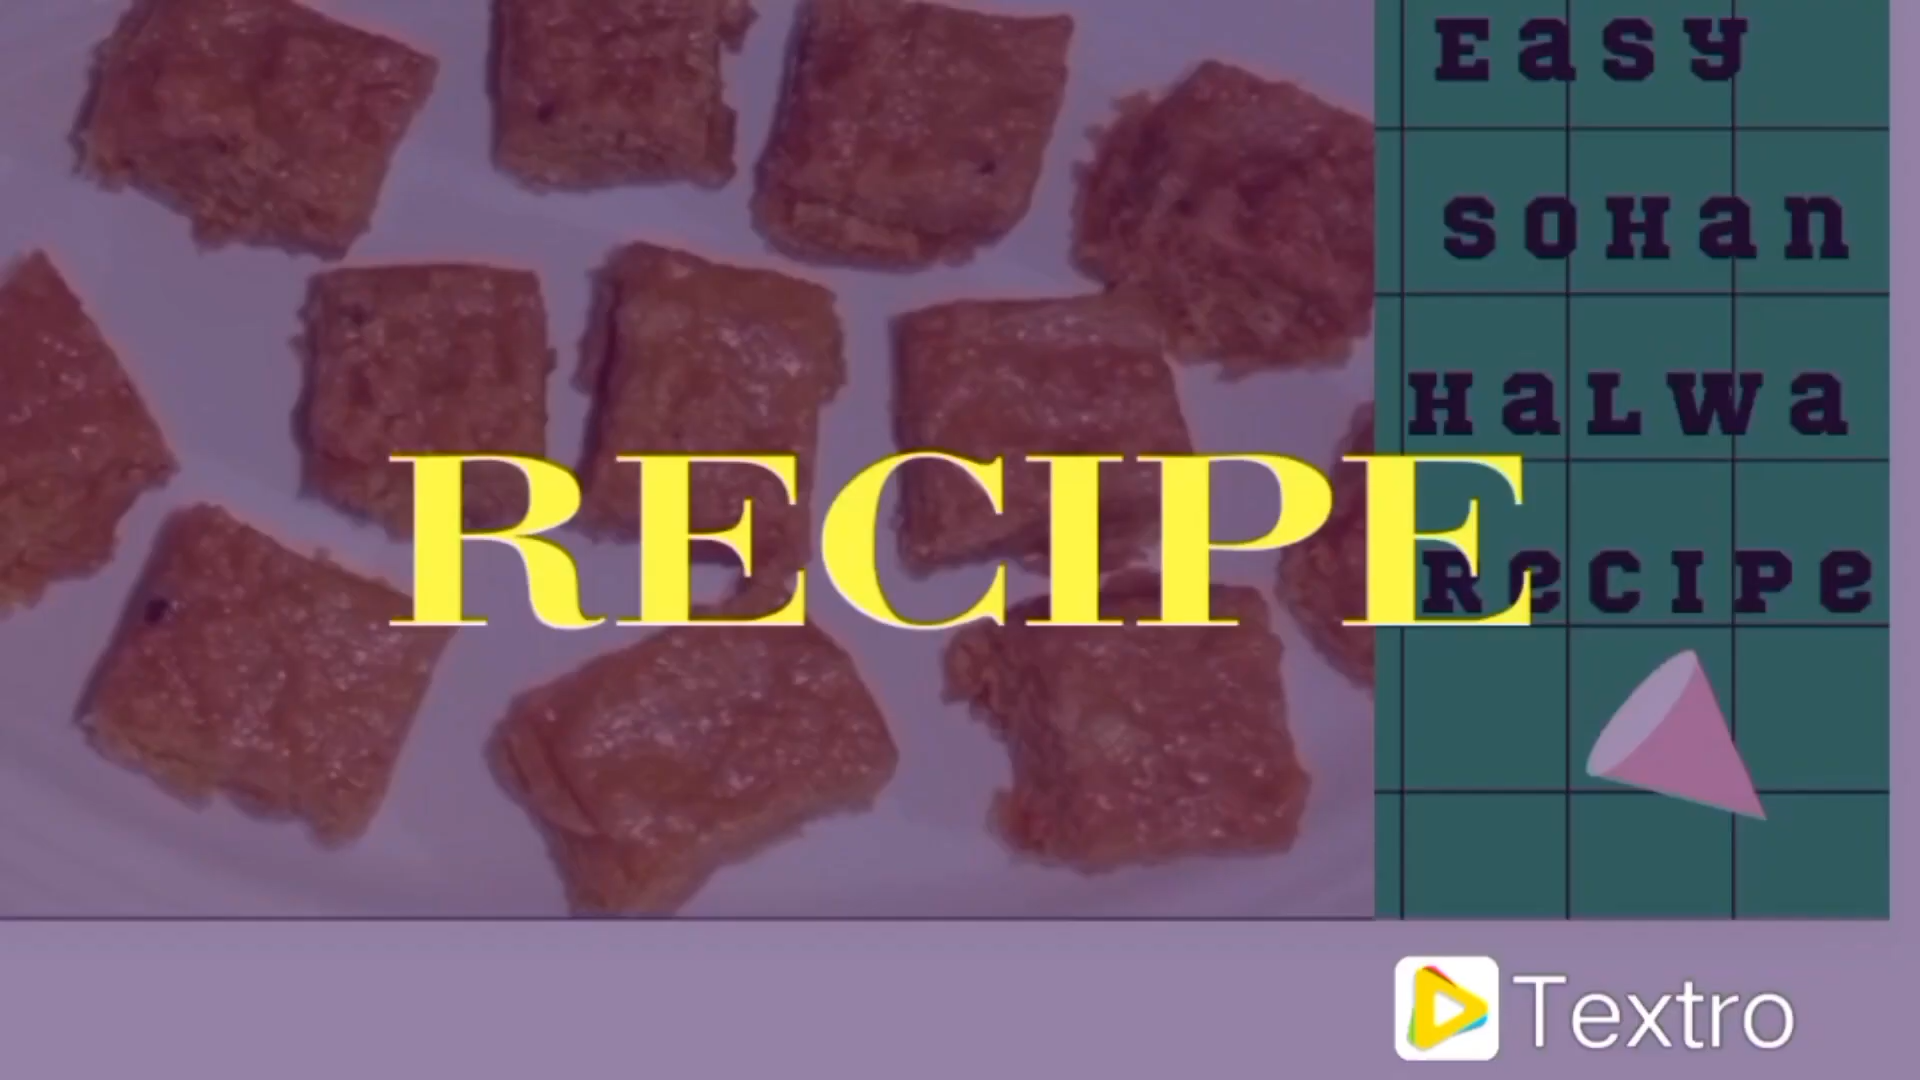 Easy
Sohan
Halwa
Recipe
RECIPE
Textro